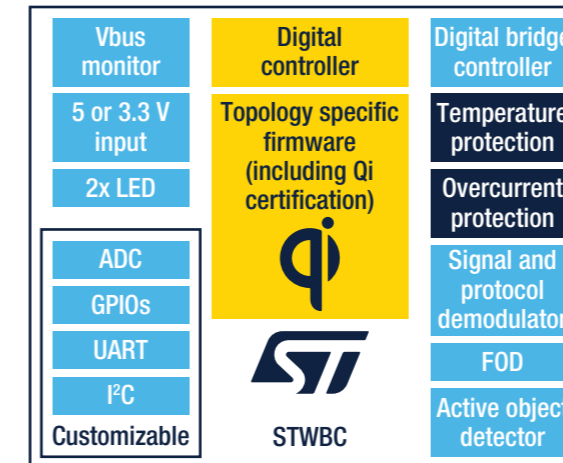 Vbus
monitor
5 or 3.3 V
input
2x LED
ADC
GPIOs
UART
I²C
Customizable
Digital
controller
Topology specific
firmware
(including Qi
certification)
qi
ST
STWBC
Digital bridge
controller
Temperature
protection
Overcurrent
protection
Signal and
protocol
demodulator
FOD
Active object
detector